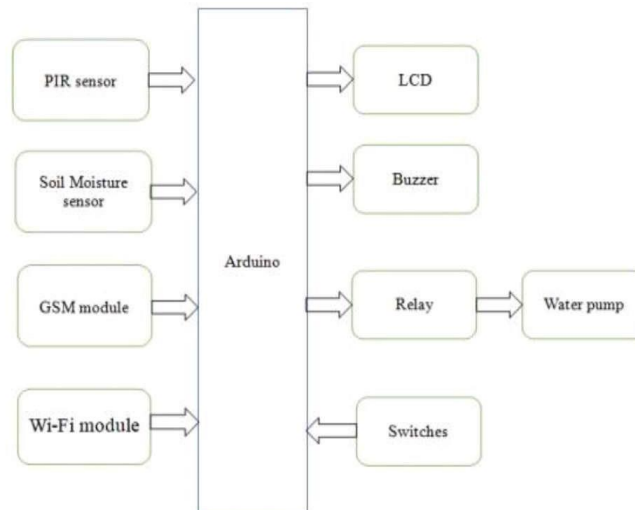 PIR sensor
LCD
Soil Moisture
sensor
Buzzer
Arduino
GSM module
Relay
Water pump
Wi-Fi module
Switches